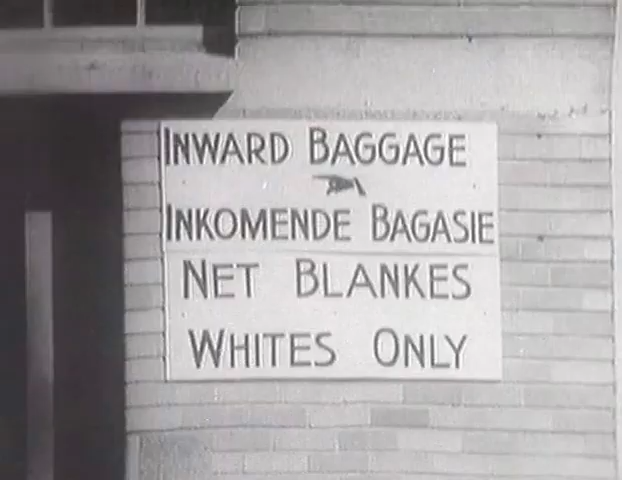 INWARD BAGGAGE
INKOMENDE BAGASIE
NET BLANKES
WHITES ONLY